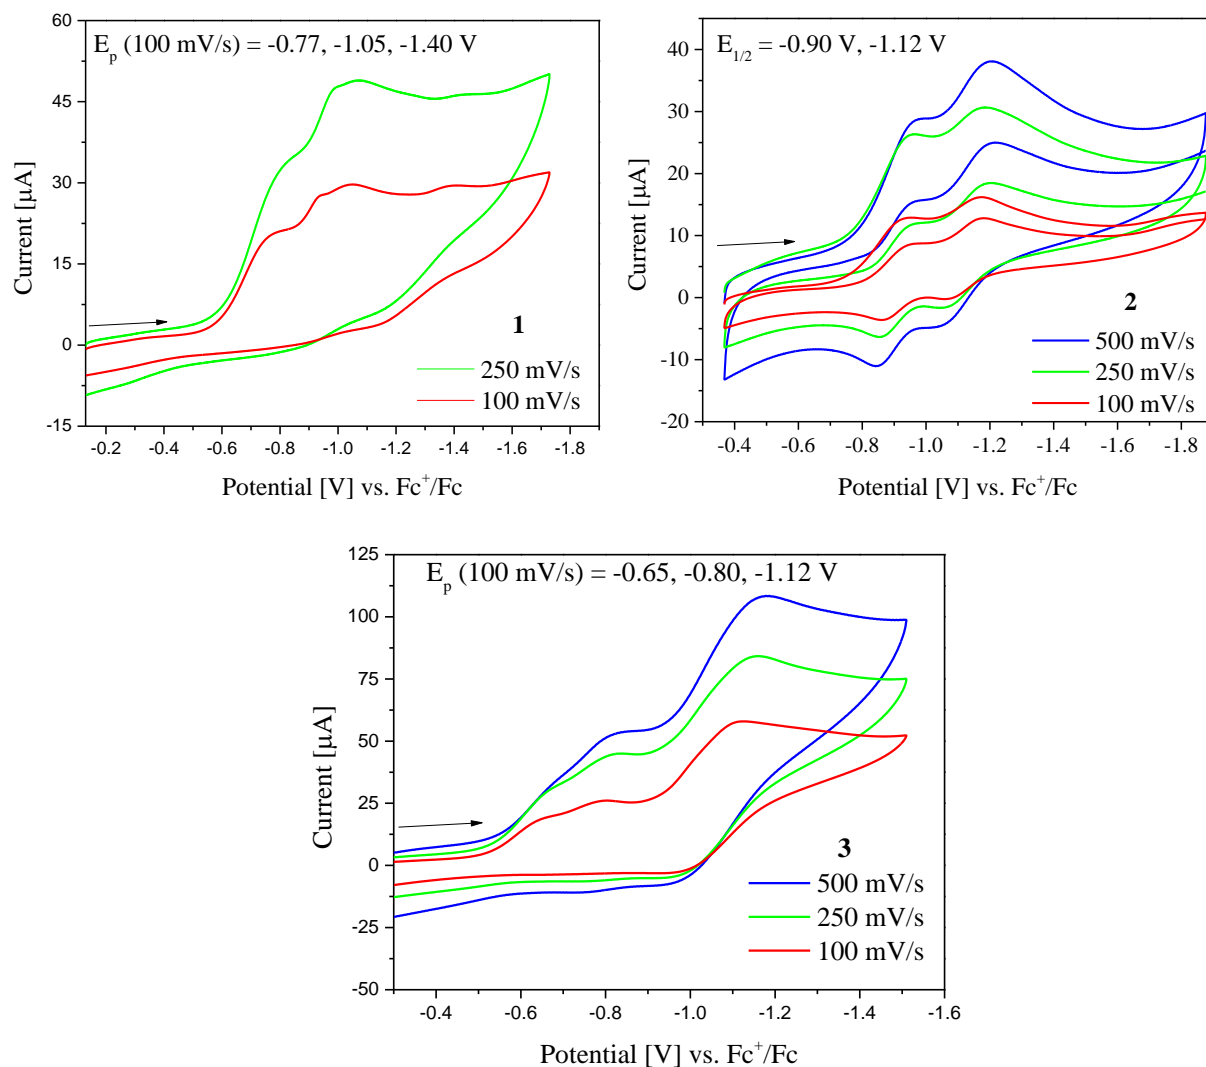 E_p (100 mV/s) = -0.77, -1.05, -1.40 V
60
45
30
15
0
-15
Current [µA]
1
250 mV/s
100 mV/s
-0.2 -0.4 -0.6 -0.8 -1.0 -1.2 -1.4 -1.6 -1.8
Potential [V] vs. Fc⁺/Fc
E_1/2 = -0.90 V, -1.12 V
40
30
20
10
0
-10
-20
Current [µA]
2
500 mV/s
250 mV/s
100 mV/s
-0.4 -0.6 -0.8 -1.0 -1.2 -1.4 -1.6 -1.8
Potential [V] vs. Fc⁺/Fc
E_p (100 mV/s) = -0.65, -0.80, -1.12 V
125
100
75
50
25
0
-25
-50
Current [µA]
3
500 mV/s
250 mV/s
100 mV/s
-0.4 -0.6 -0.8 -1.0 -1.2 -1.4 -1.6
Potential [V] vs. Fc⁺/Fc